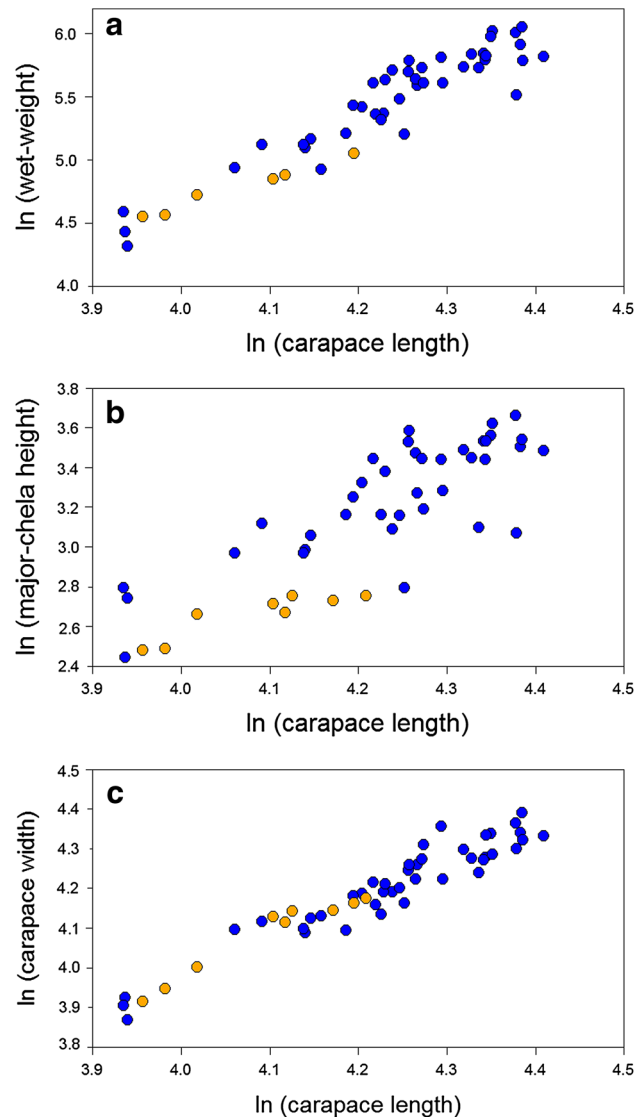 a
6.0
5.5
5.0
4.5
4.0
3.9 4.0 4.1 4.2 4.3 4.4 4.5
ln (wet-weight)
ln (carapace length)
b
3.8
3.6
3.4
3.2
3.0
2.8
2.6
2.4
3.9 4.0 4.1 4.2 4.3 4.4 4.5
ln (major-chela height)
ln (carapace length)
c
4.5
4.4
4.3
4.2
4.1
4.0
3.9
3.8
3.9 4.0 4.1 4.2 4.3 4.4 4.5
ln (carapace width)
ln (carapace length)